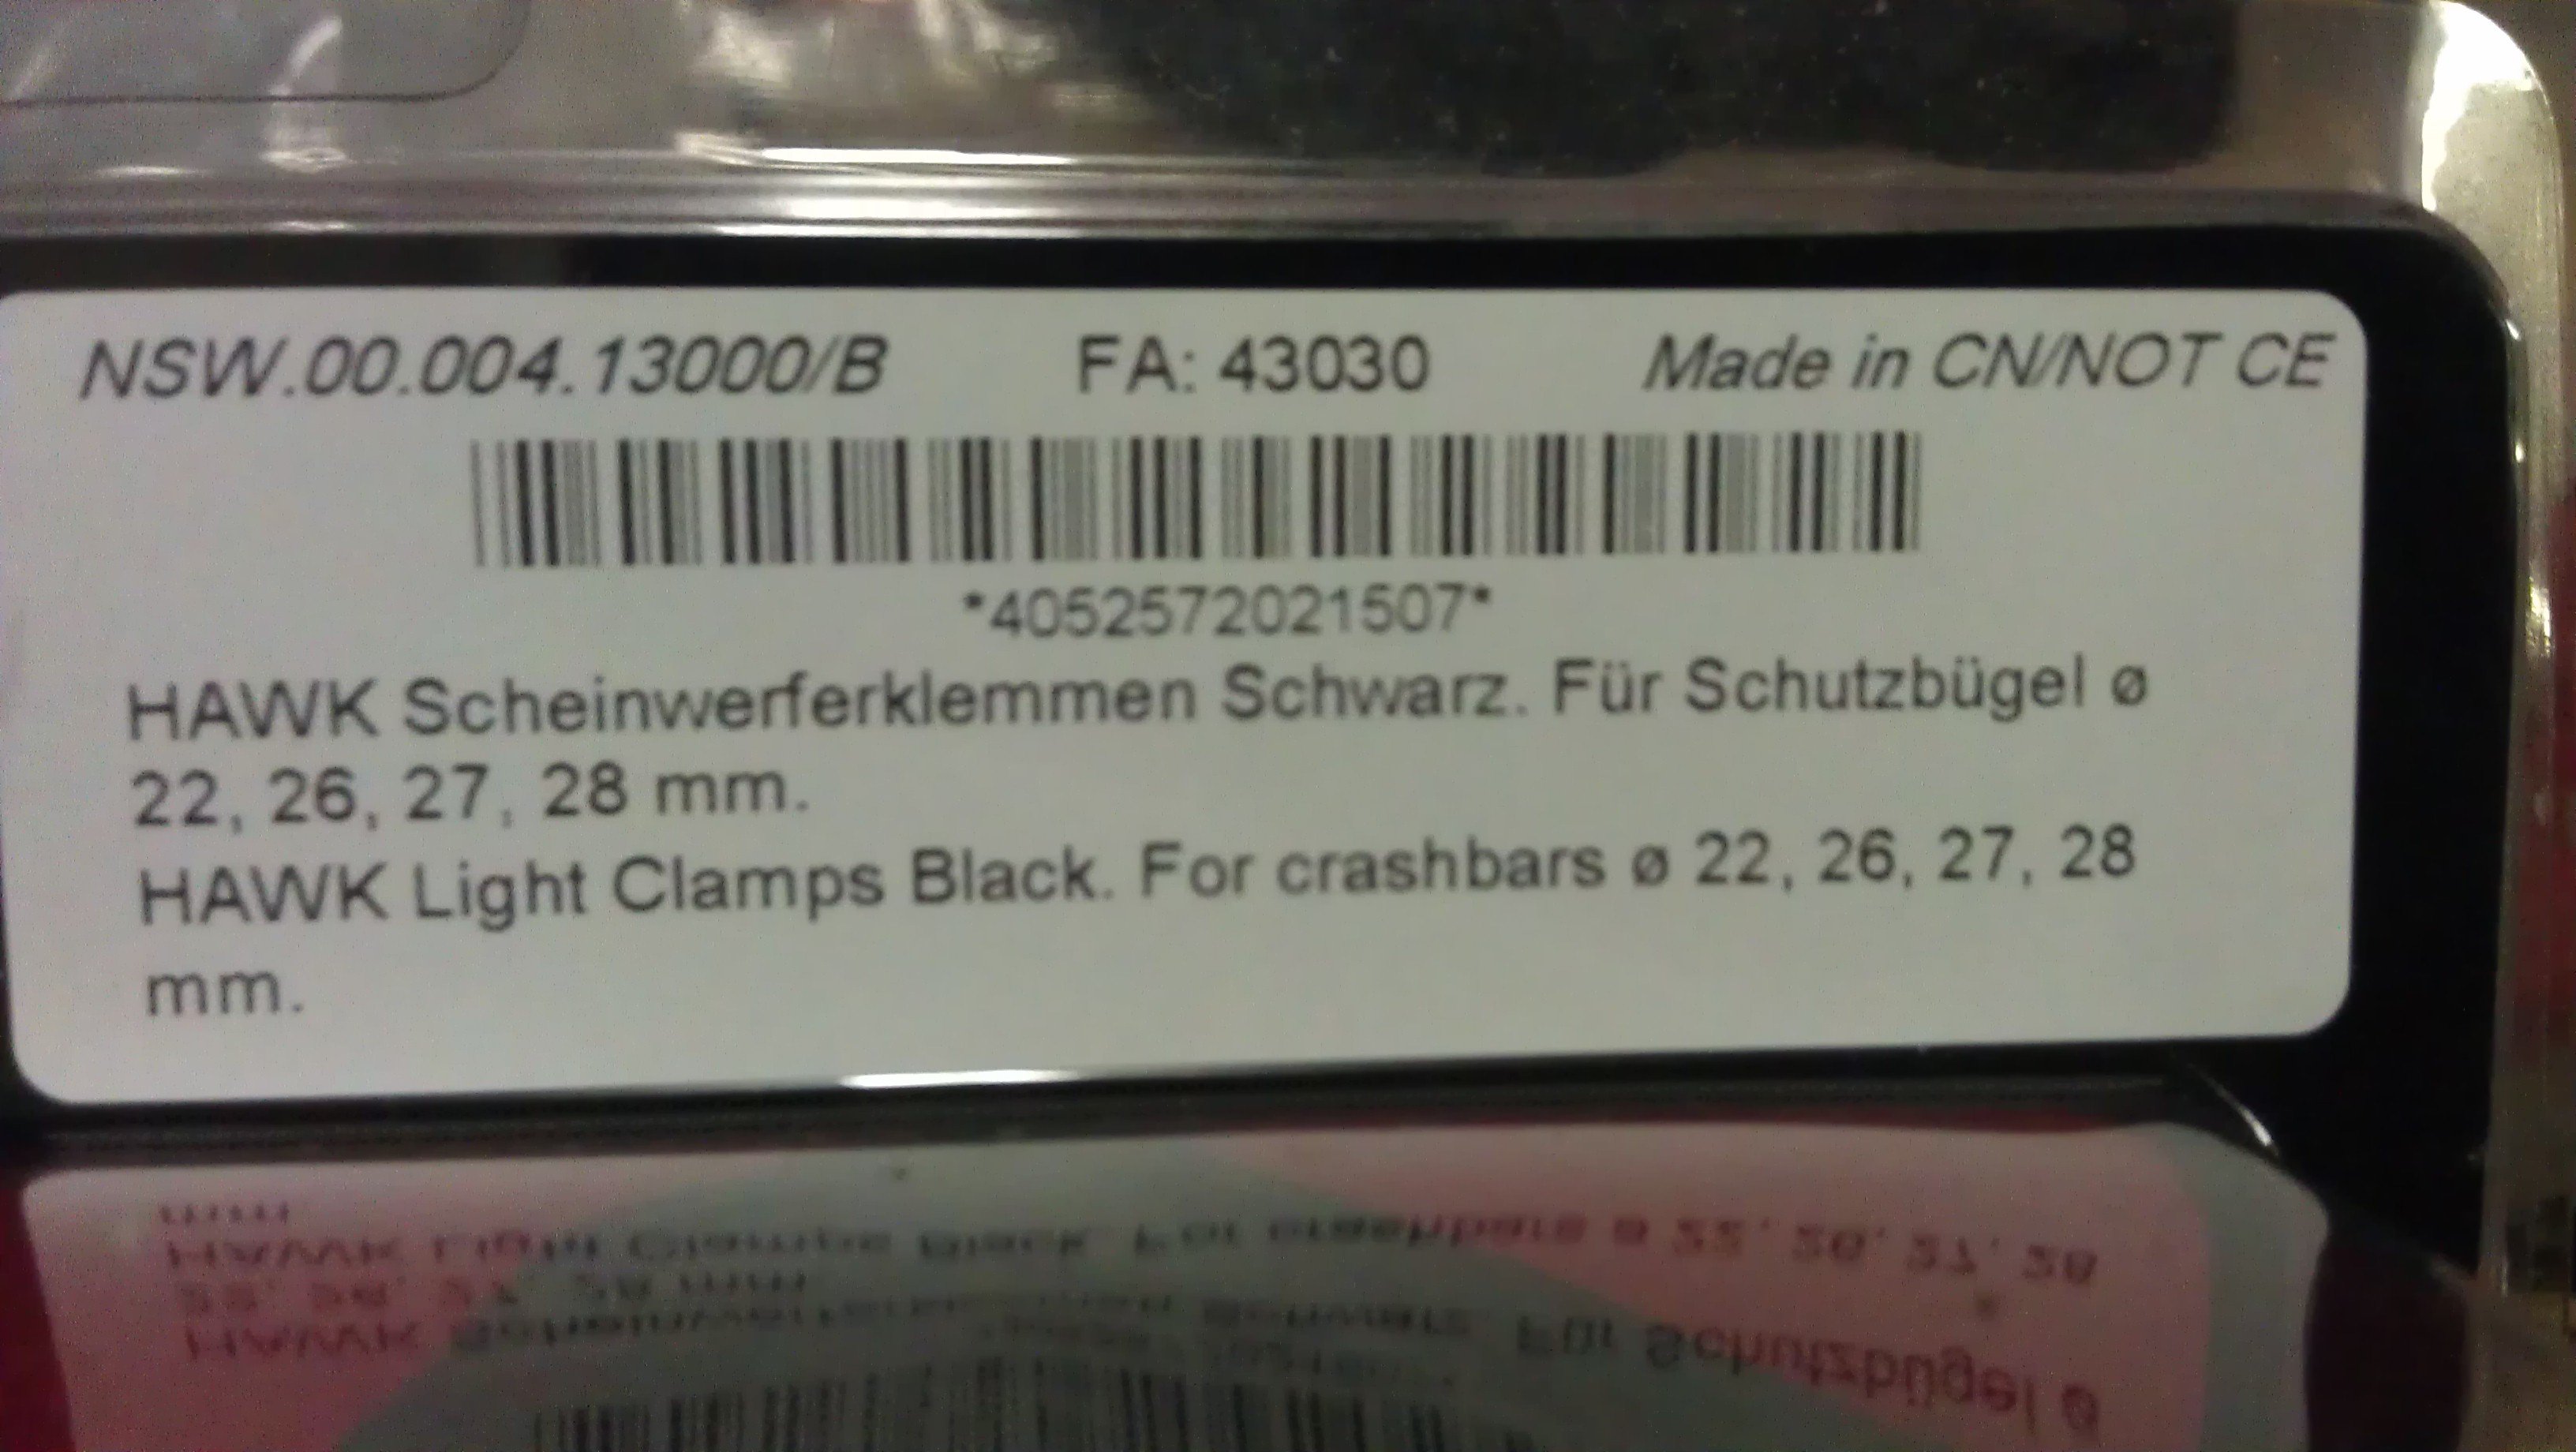 NSW.00.004.13000/B FA: 43030 Made in CN/NOT CE
*4052572021507*
HAWK Scheinwerferklemmen Schwarz. Für Schutzbügel ø
22, 26, 27, 28 mm.
HAWK Light Clamps Black. For crashbars ø 22, 26, 27, 28
mm.